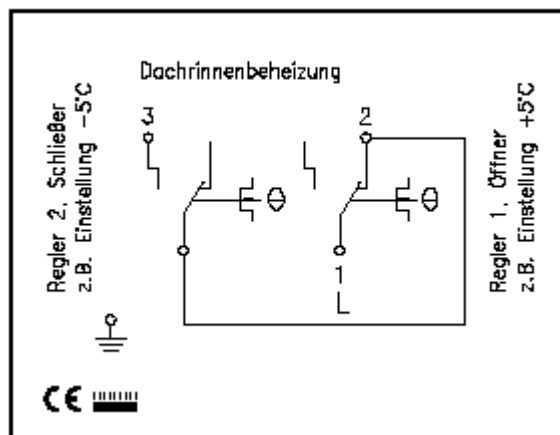 Dachrinnenbeheizung
Regler 2, Schließer
z.B. Einstellung -5°C
3
2
1
L
Regler 1, Öffner
z.B. Einstellung +5°C
CE